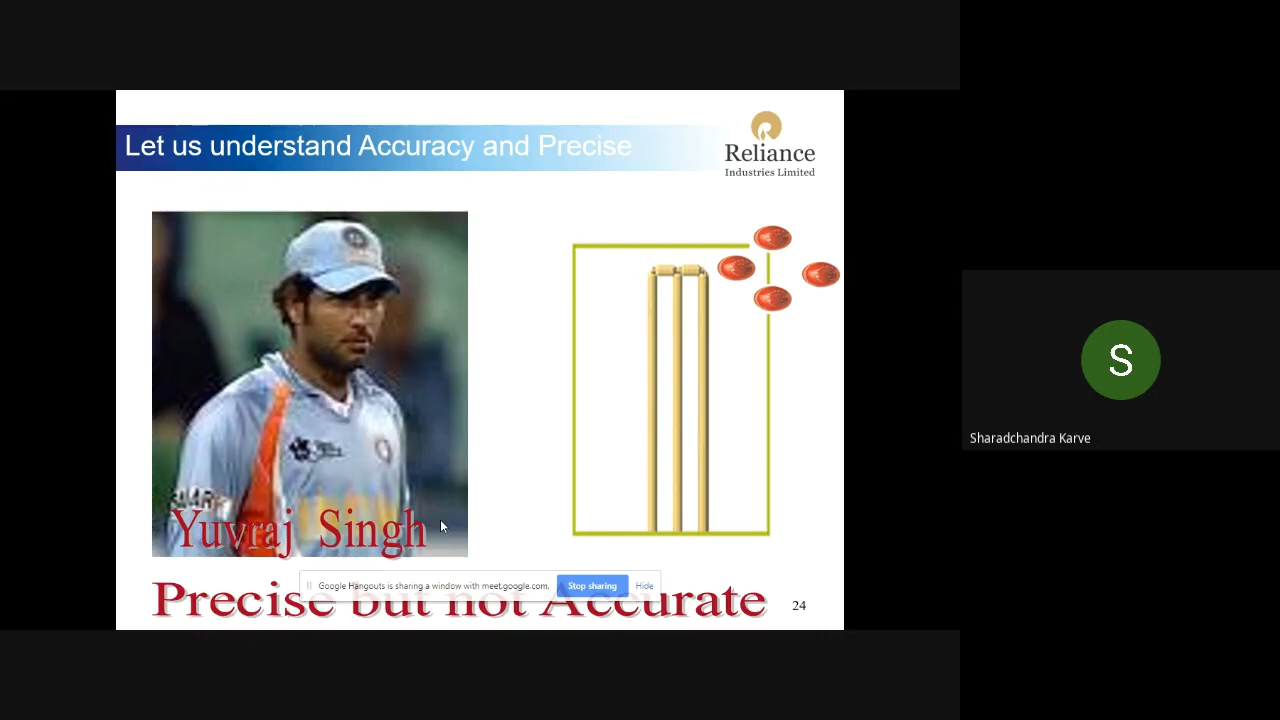 Let us understand Accuracy and Precise
Reliance
Industries Limited
Yuvraj Singh
Google Hangouts is sharing a window with meet.google.com.
Stop sharing
Hide
Precise but not Accurate
24
S
Sharadchandra Karve